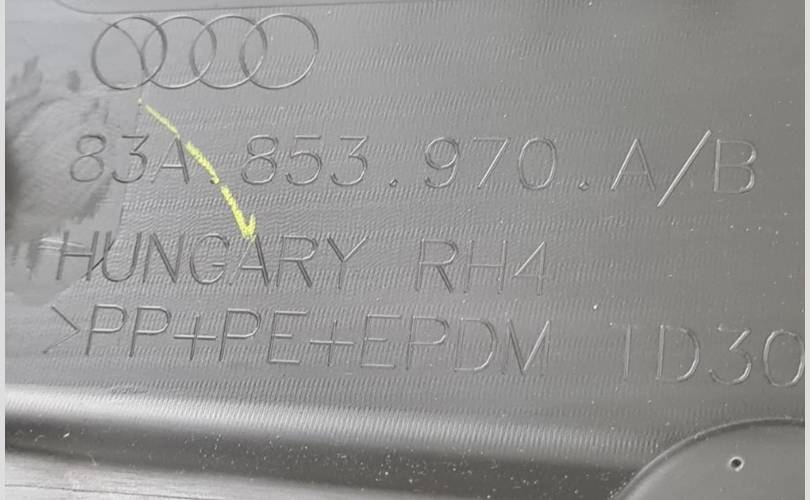 83A.853.970.A/B
HUNGARY RH4
>PP+PE+EPDM TD30